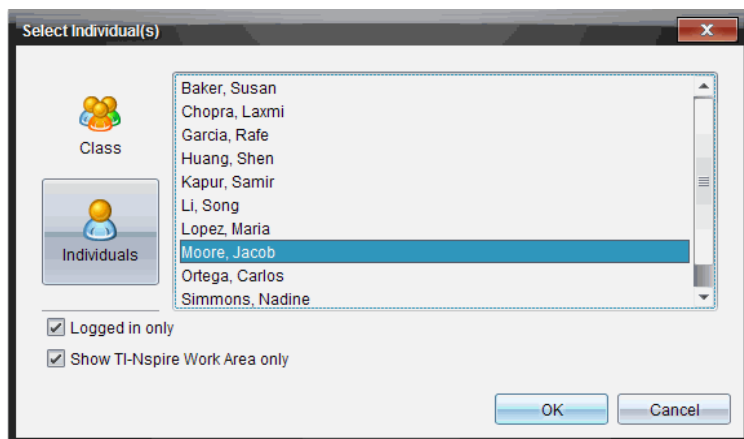 Select Individual(s)
Class
Individuals
Baker, Susan
Chopra, Laxmi
Garcia, Rafe
Huang, Shen
Kapur, Samir
Li, Song
Lopez, Maria
Moore, Jacob
Ortega, Carlos
Simmons, Nadine
Logged in only
Show TI-Nspire Work Area only
OK
Cancel